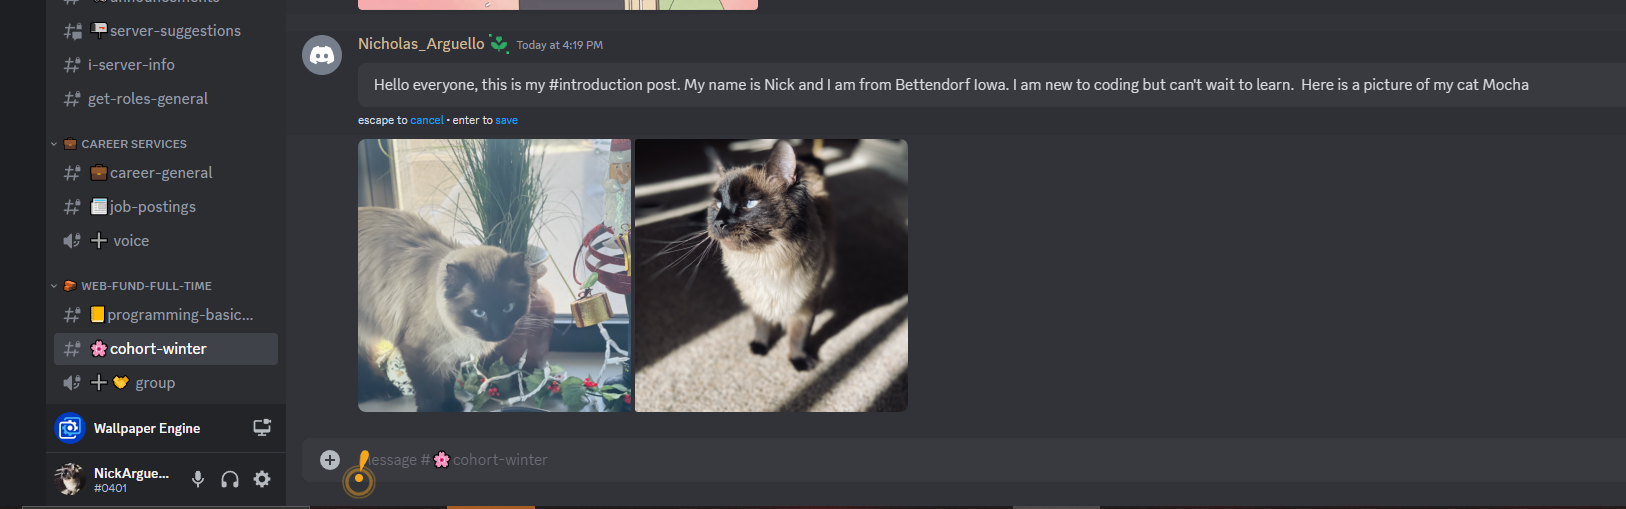 announcements
server-suggestions
i-server-info
get-roles-general
CAREER SERVICES
career-general
job-postings
voice
WEB-FUND-FULL-TIME
programming-basic...
cohort-winter
group
Wallpaper Engine
NickArgue...
#0401
Nicholas_Arguello Today at 4:19 PM
Hello everyone, this is my #introduction post. My name is Nick and I am from Bettendorf Iowa. I am new to coding but can't wait to learn.  Here is a picture of my cat Mocha
escape to cancel • enter to save
essage # cohort-winter